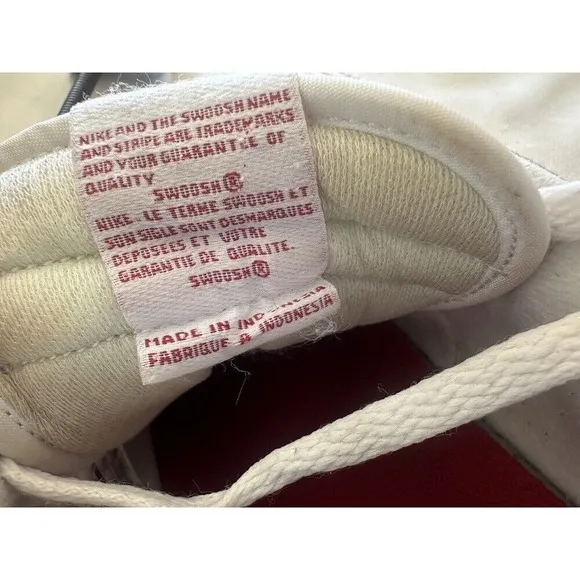 NIKE AND THE SWOOSH NAME
AND STRIPE ARE TRADEMARKS
AND YOUR GUARANTEE OF
QUALITY
SWOOSH®
NIKE. LE TERME SWOOSH ET
SON SIGLE SONT DESMARQUES
DEPOSEES ET VOTRE
GARANTIE DE QUALITE.
SWOOSH®
MADE IN INDONESIA
FABRIQUE A INDONESIA